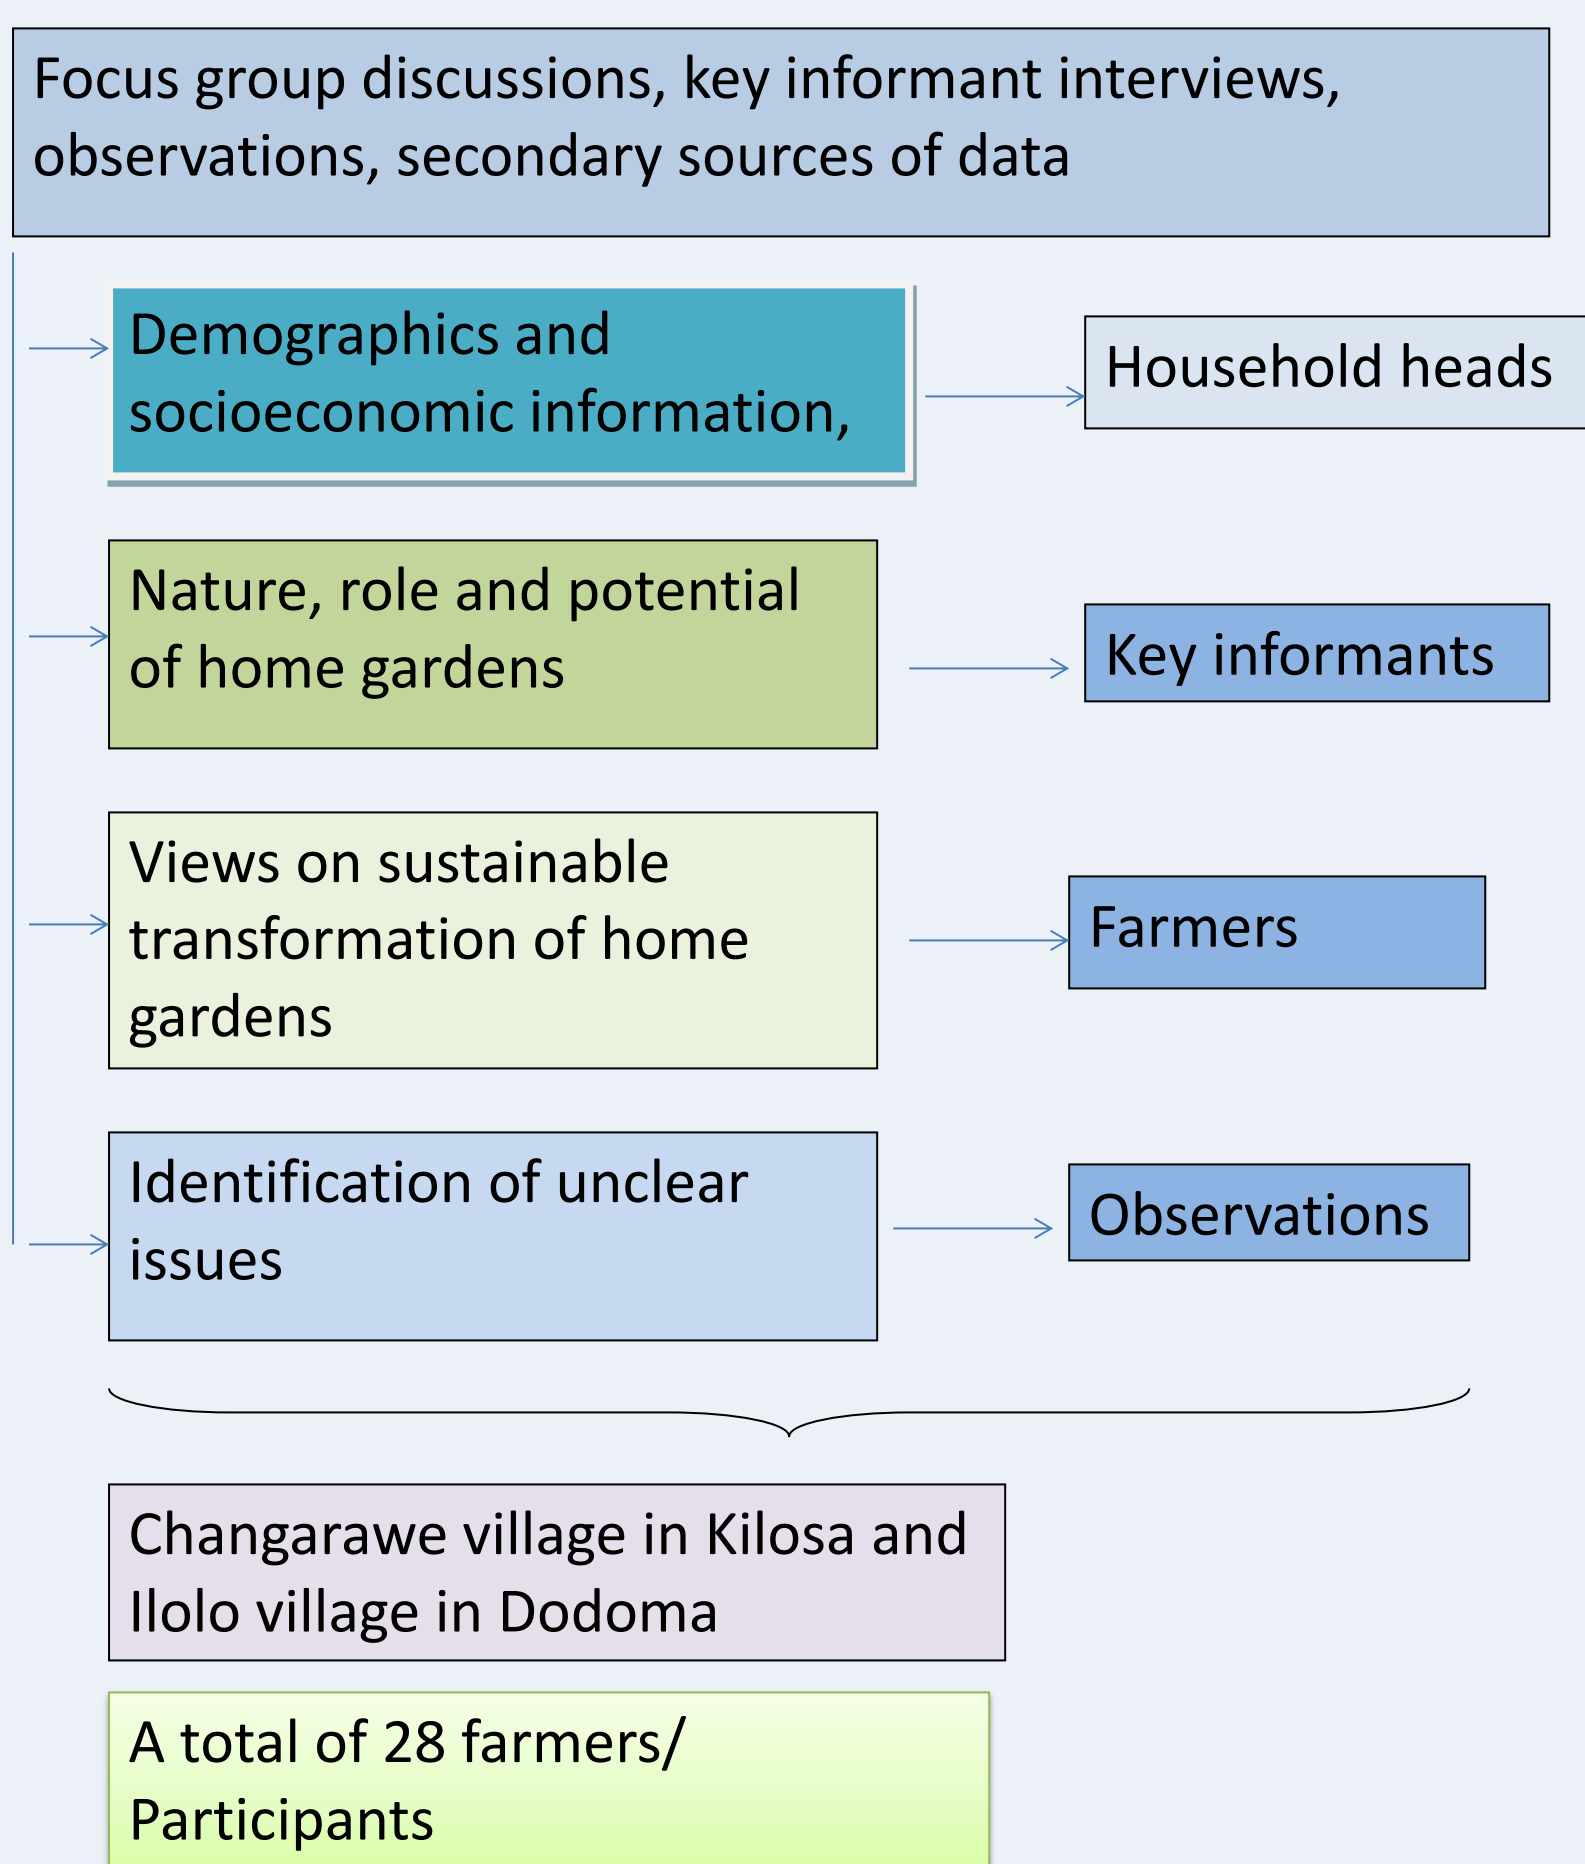 Focus group discussions, key informant interviews,
observations, secondary sources of data
Demographics and
socioeconomic information,
Household heads
Nature, role and potential
of home gardens
Key informants
Views on sustainable
transformation of home
gardens
Farmers
Identification of unclear
issues
Observations
Changarawe village in Kilosa and
Ilolo village in Dodoma
A total of 28 farmers/
Participants